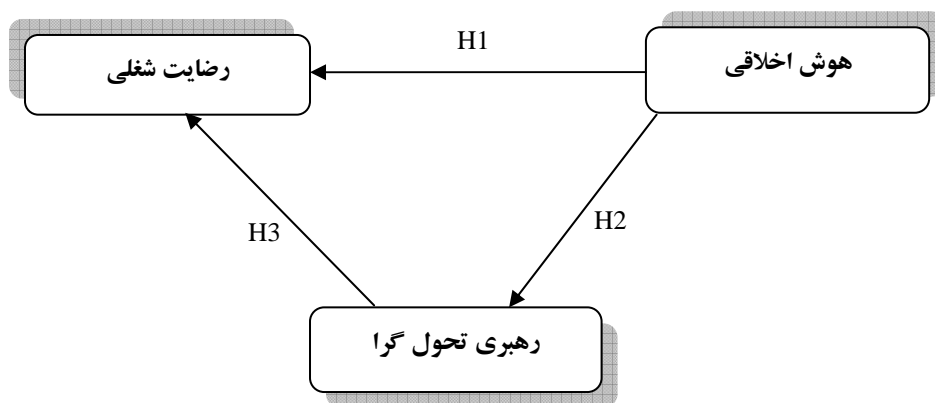 هوش اخلاقی
H1
رضایت شغلی
H2
H3
رهبری تحول گرا